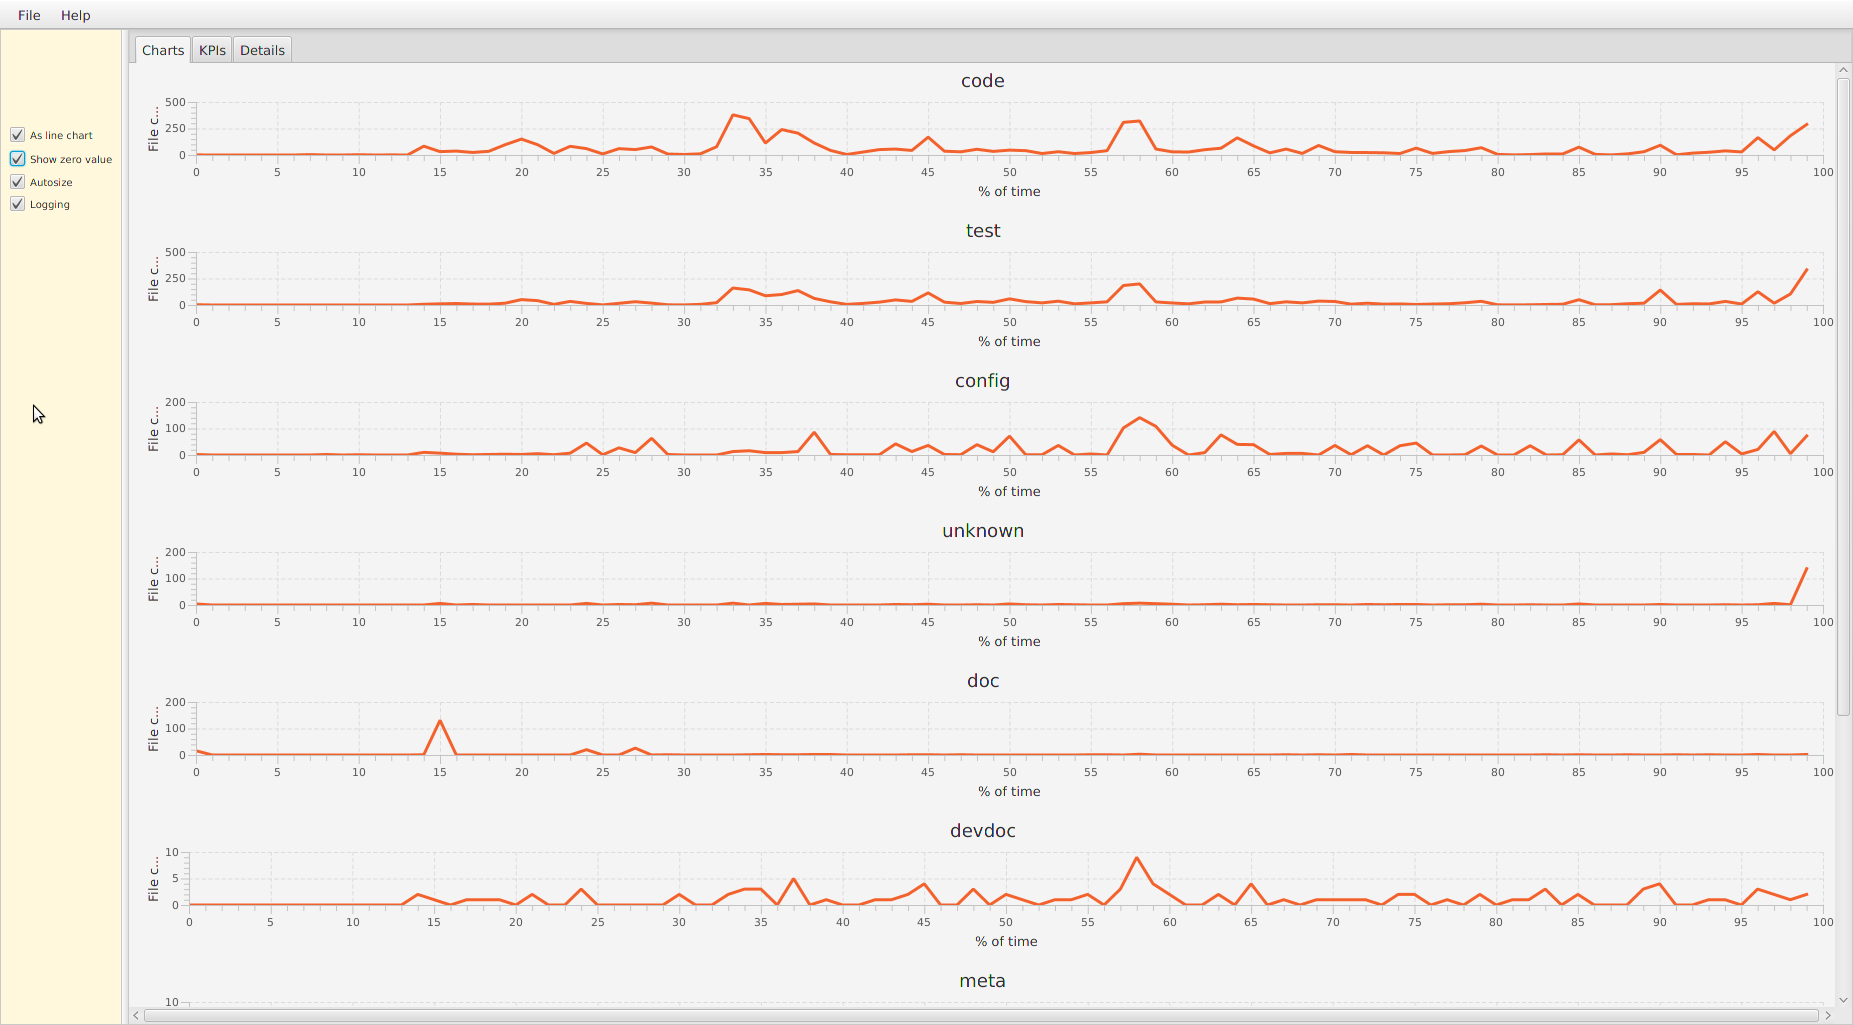 File Help
Charts KPIs Details
As line chart
Show zero value
Autosize
Logging
code
File c...
500
250
0
0 5 10 15 20 25 30 35 40 45 50 55 60 65 70 75 80 85 90 95 100
% of time
test
File c...
500
250
0
0 5 10 15 20 25 30 35 40 45 50 55 60 65 70 75 80 85 90 95 100
% of time
config
File c...
200
100
0
0 5 10 15 20 25 30 35 40 45 50 55 60 65 70 75 80 85 90 95 100
% of time
unknown
File c...
200
100
0
0 5 10 15 20 25 30 35 40 45 50 55 60 65 70 75 80 85 90 95 100
% of time
doc
File c...
200
100
0
0 5 10 15 20 25 30 35 40 45 50 55 60 65 70 75 80 85 90 95 100
% of time
devdoc
File c...
10
5
0
0 5 10 15 20 25 30 35 40 45 50 55 60 65 70 75 80 85 90 95 100
% of time
meta
10